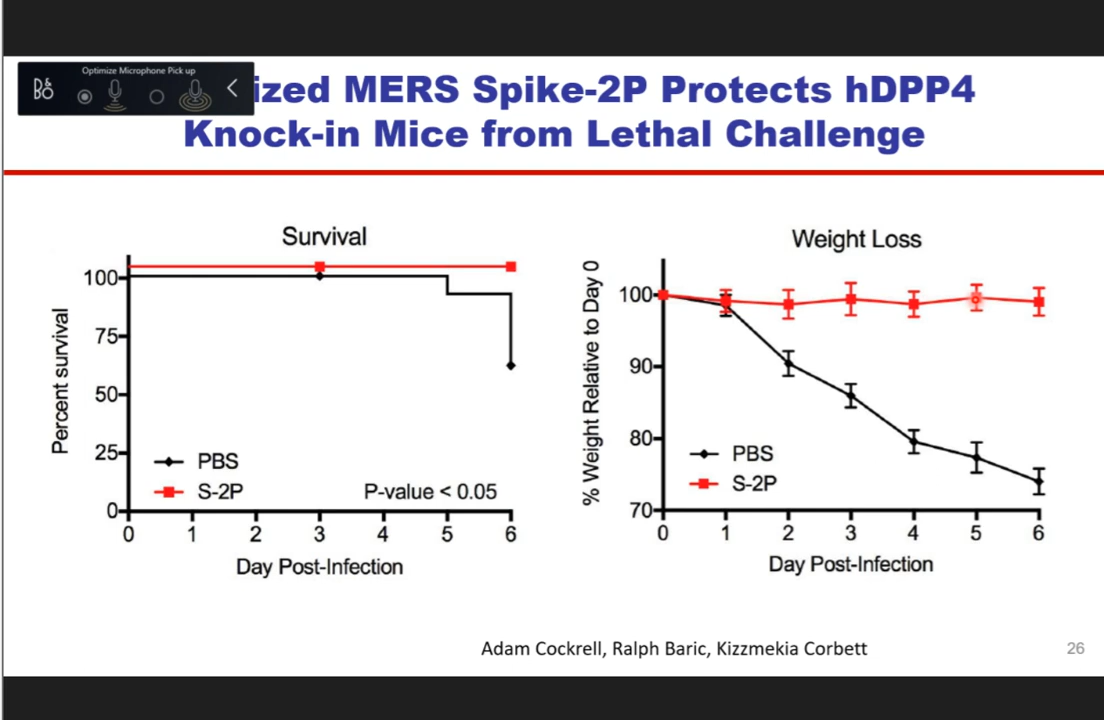 B&O
Optimize Microphone Pick up
ized MERS Spike-2P Protects hDPP4
Knock-in Mice from Lethal Challenge
Survival
Percent survival
100
75
50
25
0
PBS
S-2P
P-value < 0.05
0 1 2 3 4 5 6
Day Post-Infection
Weight Loss
% Weight Relative to Day 0
100
90
80
70
PBS
S-2P
0 1 2 3 4 5 6
Day Post-Infection
Adam Cockrell, Ralph Baric, Kizzmekia Corbett
26